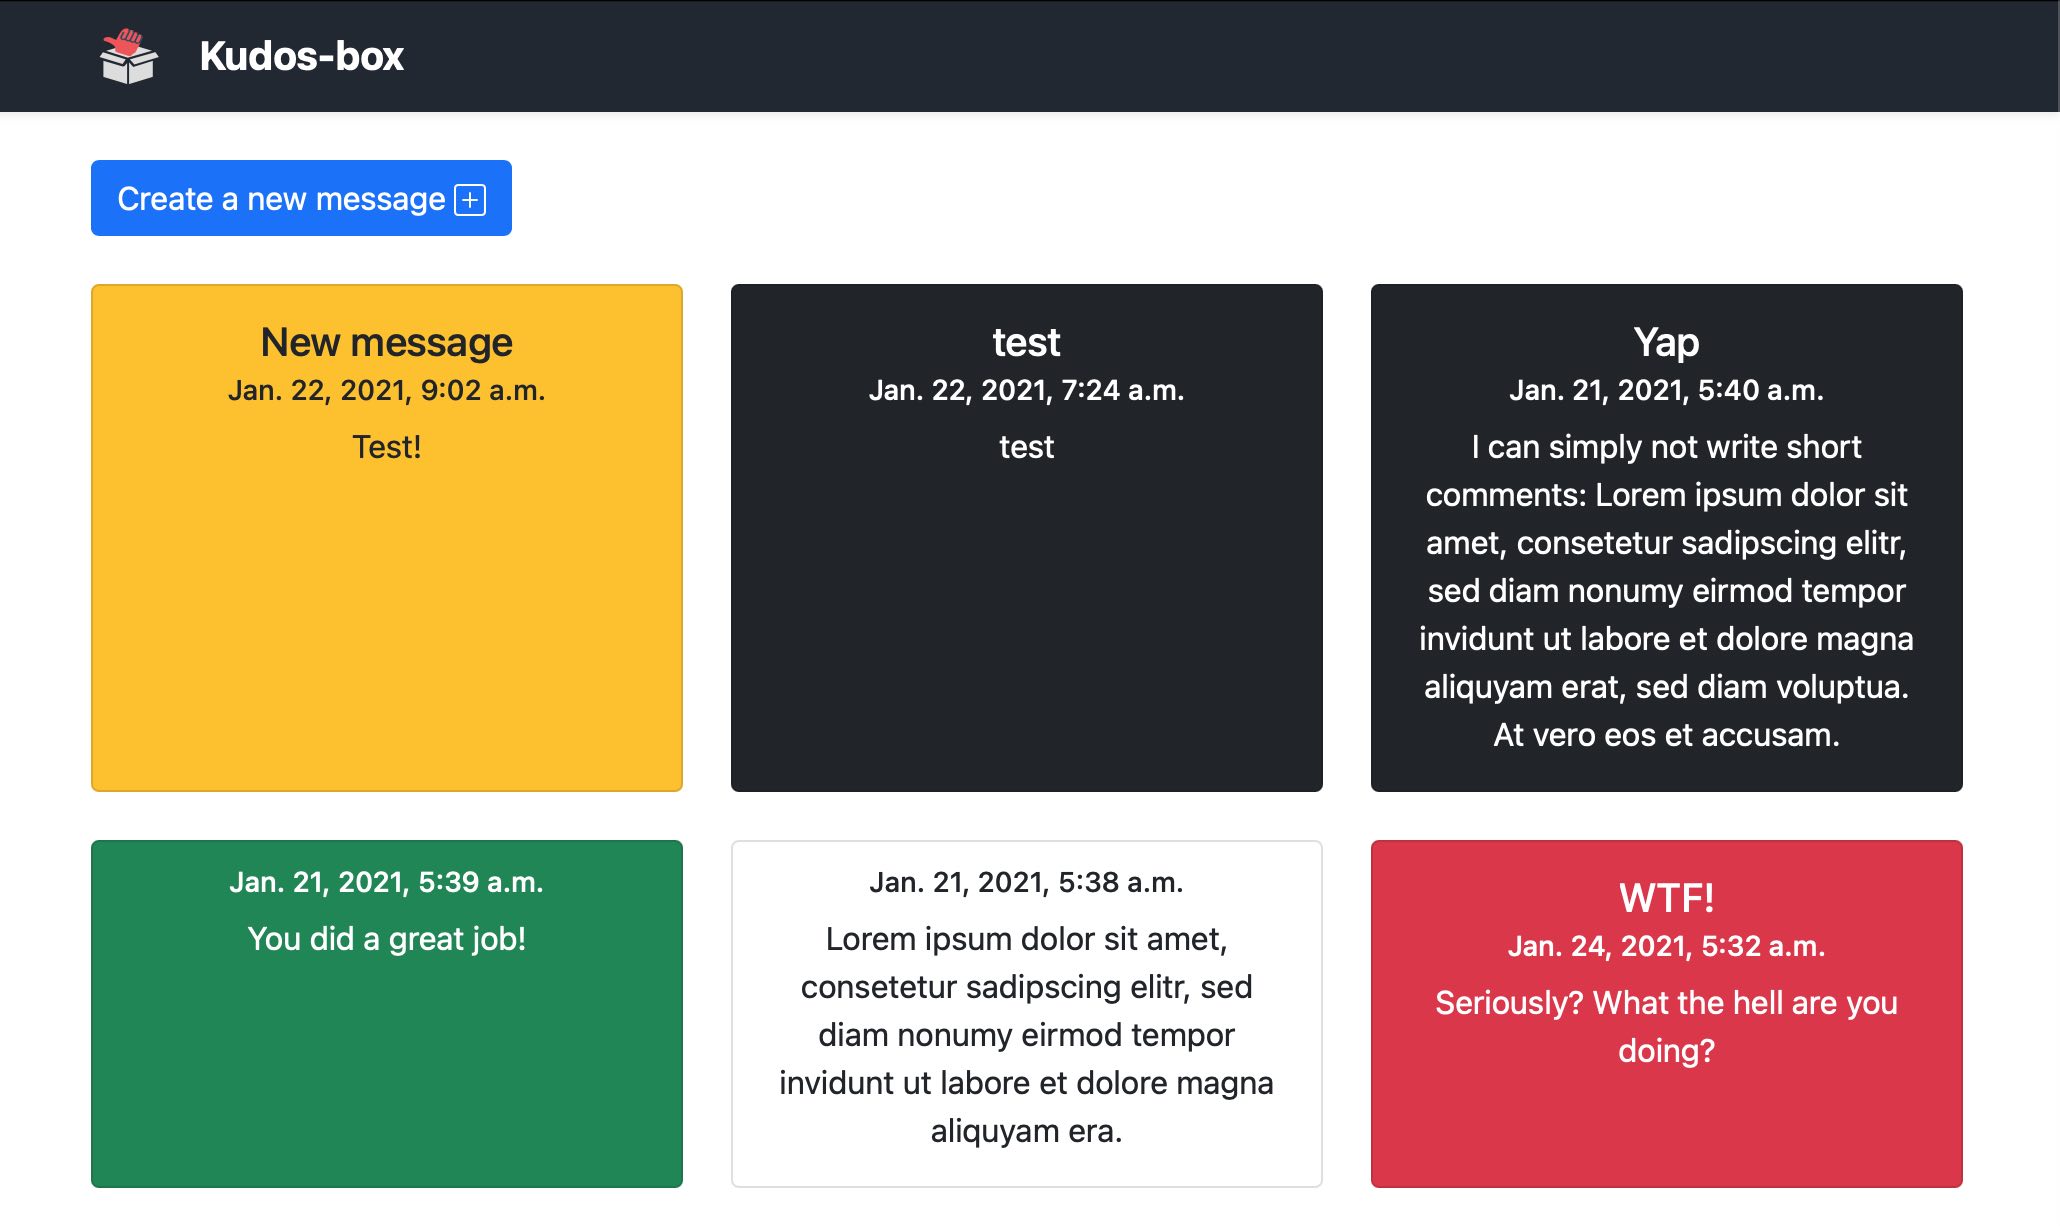 Kudos-box
Create a new message
New message
Jan. 22, 2021, 9:02 a.m.
Test!
test
Jan. 22, 2021, 7:24 a.m.
test
Yap
Jan. 21, 2021, 5:40 a.m.
I can simply not write short
comments: Lorem ipsum dolor sit
amet, consetetur sadipscing elitr,
sed diam nonumy eirmod tempor
invidunt ut labore et dolore magna
aliquyam erat, sed diam voluptua.
At vero eos et accusam.
Jan. 21, 2021, 5:39 a.m.
You did a great job!
Jan. 21, 2021, 5:38 a.m.
Lorem ipsum dolor sit amet,
consetetur sadipscing elitr, sed
diam nonumy eirmod tempor
invidunt ut labore et dolore magna
aliquyam era.
WTF!
Jan. 24, 2021, 5:32 a.m.
Seriously? What the hell are you
doing?